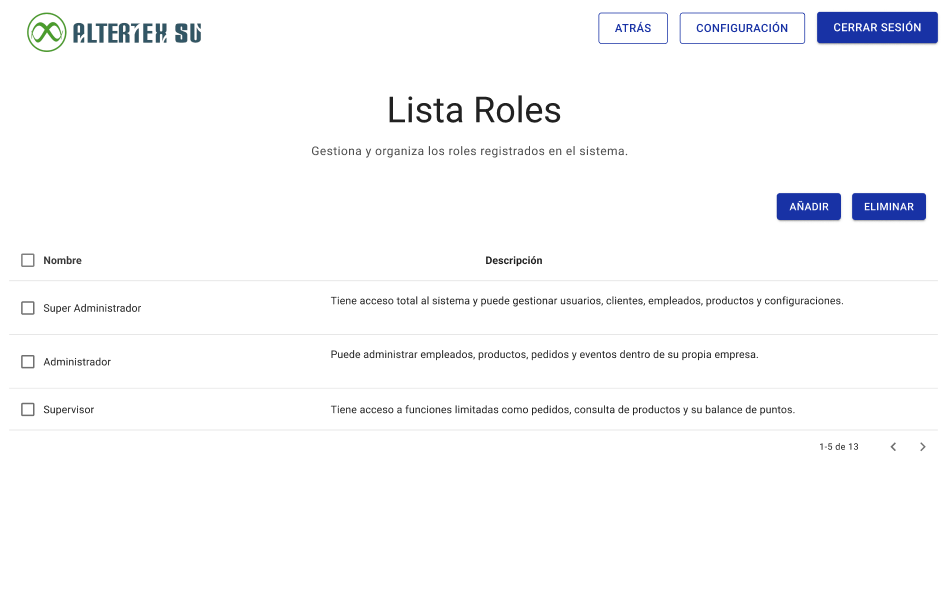 ALTERTEX SU
ATRÁS
CONFIGURACIÓN
CERRAR SESIÓN
Lista Roles
Gestiona y organiza los roles registrados en el sistema.
AÑADIR
ELIMINAR
Nombre
Descripción
Super Administrador
Tiene acceso total al sistema y puede gestionar usuarios, clientes, empleados, productos y configuraciones.
Administrador
Puede administrar empleados, productos, pedidos y eventos dentro de su propia empresa.
Supervisor
Tiene acceso a funciones limitadas como pedidos, consulta de productos y su balance de puntos.
1-5 de 13